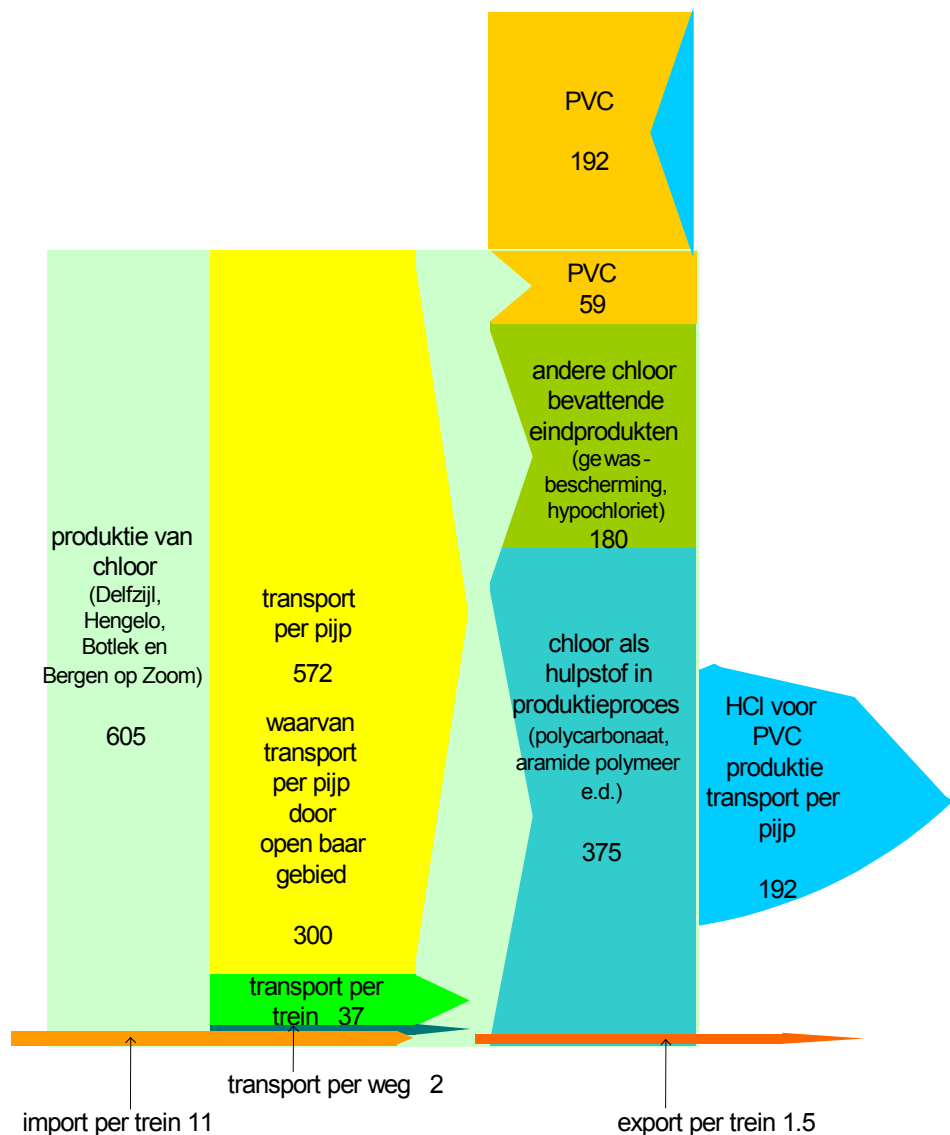 PVC
192
PVC
59
andere chloor
bevattende
eindprodukten
(gewas-
bescherming,
hypochloriet)
180
produktie van
chloor
(Delfzijl,
Hengelo,
Botlek en
Bergen op Zoom)
605
transport
per pijp
572
waarvan
transport
per pijp
door
open baar
gebied
300
transport per
trein 37
chloor als
hulpstof in
produktieproces
(polycarbonaat,
aramide polymeer
e.d.)
375
HCl voor
PVC
produktie
transport per
pijp
192
transport per weg 2
import per trein 11
export per trein 1.5